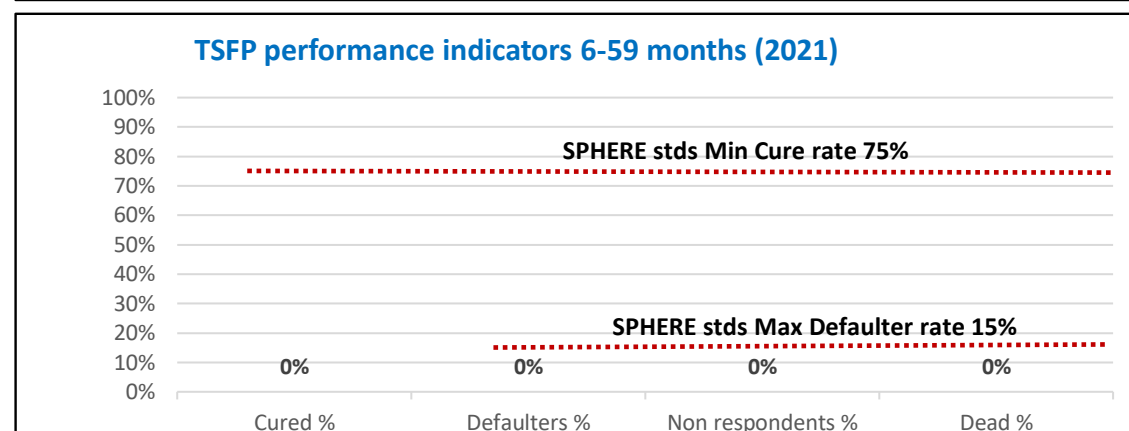 TSFP performance indicators 6-59 months (2021)
100%
90%
80%
70%
60%
50%
40%
30%
20%
10%
0%
SPHERE stds Min Cure rate 75%
SPHERE stds Max Defaulter rate 15%
0% 0% 0% 0%
Cured % Defaulters % Non respondents % Dead %